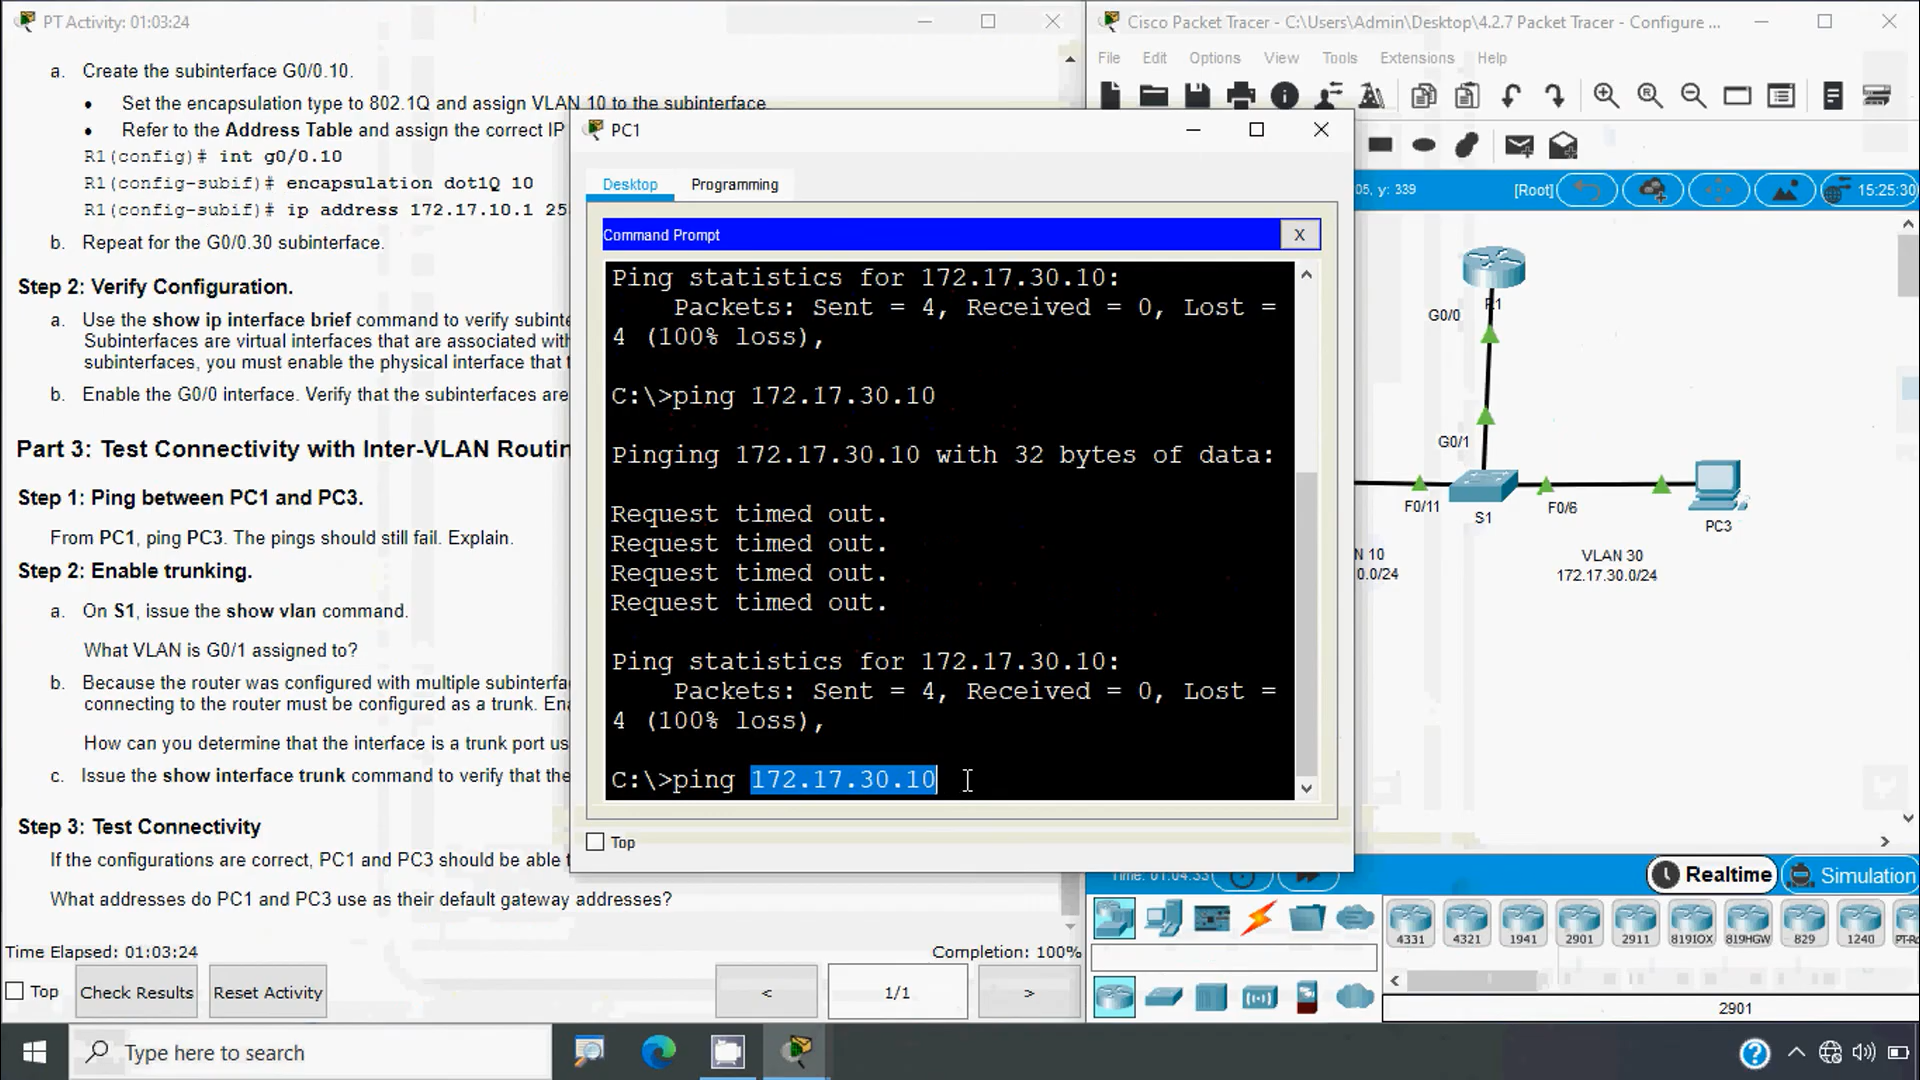 PT Activity: 01:03:24
a. Create the subinterface G0/0.10.
• Set the encapsulation type to 802.1Q and assign VLAN 10 to the subinterface
• Refer to the Address Table and assign the correct IP
R1(config)# int g0/0.10
R1(config-subif)# encapsulation dot1Q 10
R1(config-subif)# ip address 172.17.10.1
b. Repeat for the G0/0.30 subinterface.
Step 2: Verify Configuration.
a. Use the show ip interface brief command to verify subinte
Subinterfaces are virtual interfaces that are associated with
subinterfaces, you must enable the physical interface that
b. Enable the G0/0 interface. Verify that the subinterfaces are
Part 3: Test Connectivity with Inter-VLAN Routin
Step 1: Ping between PC1 and PC3.
From PC1, ping PC3. The pings should still fail. Explain.
Step 2: Enable trunking.
a. On S1, issue the show vlan command.
What VLAN is G0/1 assigned to?
b. Because the router was configured with multiple subinterfa
connecting to the router must be configured as a trunk. Ena
How can you determine that the interface is a trunk port us
c. Issue the show interface trunk command to verify that the
Step 3: Test Connectivity
If the configurations are correct, PC1 and PC3 should be able
What addresses do PC1 and PC3 use as their default gateway addresses?
Time Elapsed: 01:03:24
Completion: 100%
Top
Check Results
Reset Activity
<
1/1
>
PC1
Desktop
Programming
Command Prompt
X
Ping statistics for 172.17.30.10:
Packets: Sent = 4, Received = 0, Lost =
4 (100% loss),
C:\>ping 172.17.30.10
Pinging 172.17.30.10 with 32 bytes of data:
Request timed out.
Request timed out.
Request timed out.
Request timed out.
Ping statistics for 172.17.30.10:
Packets: Sent = 4, Received = 0, Lost =
4 (100% loss),
C:\>ping 172.17.30.10
Top
Cisco Packet Tracer - C:\Users\Admin\Desktop\4.2.7 Packet Tracer - Configure ...
File Edit Options View Tools Extensions Help
05, y: 339
[Root]
15:25:30
R1
G0/0
G0/1
F0/11
S1
F0/6
PC3
N 10
0.0/24
VLAN 30
172.17.30.0/24
Time: 01:04:33
Realtime
Simulation
4331 4321 1941 2901 2911 819IOX 819HGW 829 1240 PT-Ro
2901
Type here to search